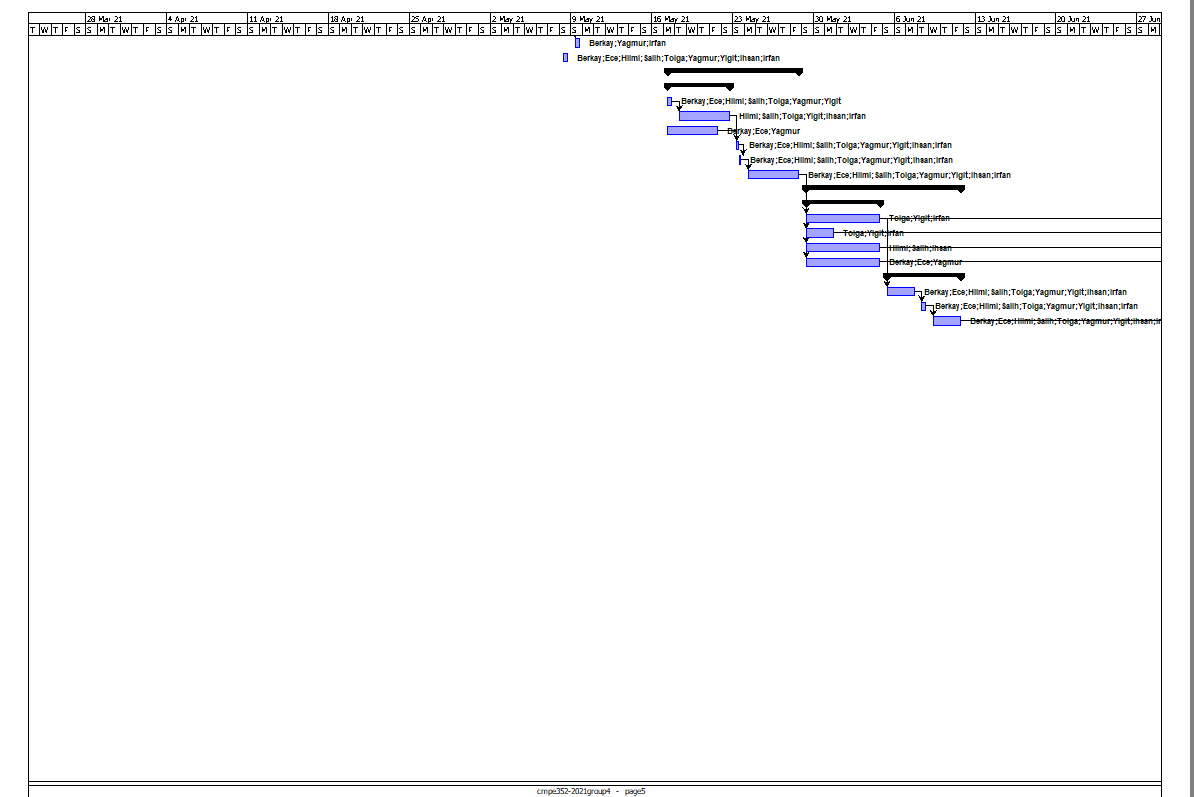 28 Mar 21 4 Apr 21 11 Apr 21 18 Apr 21 25 Apr 21 2 May 21 9 May 21 16 May 21 23 May 21 30 May 21 6 Jun 21 13 Jun 21 20 Jun 21 27 Jun
T W T F S S M T W T F S S M T W T F S S M T W T F S S M T W T F S S M T W T F S S M T W T F S S M T W T F S S M T W T F S S M T W T F S S M T W T F S S M T W T F S S M T W T F S S M T W T F S S M
Berkay;Yagmur;irfan
Berkay;Ece;Hilmi;Salih;Tolga;Yagmur;Yigit;ihsan;irfan
Berkay;Ece;Hilmi;Salih;Tolga;Yagmur;Yigit
Hilmi;Salih;Tolga;Yigit;ihsan;irfan
Berkay;Ece;Yagmur
Berkay;Ece;Hilmi;Salih;Tolga;Yagmur;Yigit;ihsan;irfan
Berkay;Ece;Hilmi;Salih;Tolga;Yagmur;Yigit;ihsan;irfan
Berkay;Ece;Hilmi;Salih;Tolga;Yagmur;Yigit;ihsan;irfan
Tolga;Yigit;irfan
Tolga;Yigit;irfan
Hilmi;Salih;ihsan
Berkay;Ece;Yagmur
Berkay;Ece;Hilmi;Salih;Tolga;Yagmur;Yigit;ihsan;irfan
Berkay;Ece;Hilmi;Salih;Tolga;Yagmur;Yigit;ihsan;irfan
Berkay;Ece;Hilmi;Salih;Tolga;Yagmur;Yigit;ihsan;ir
cmpe352-2021group4 - page5